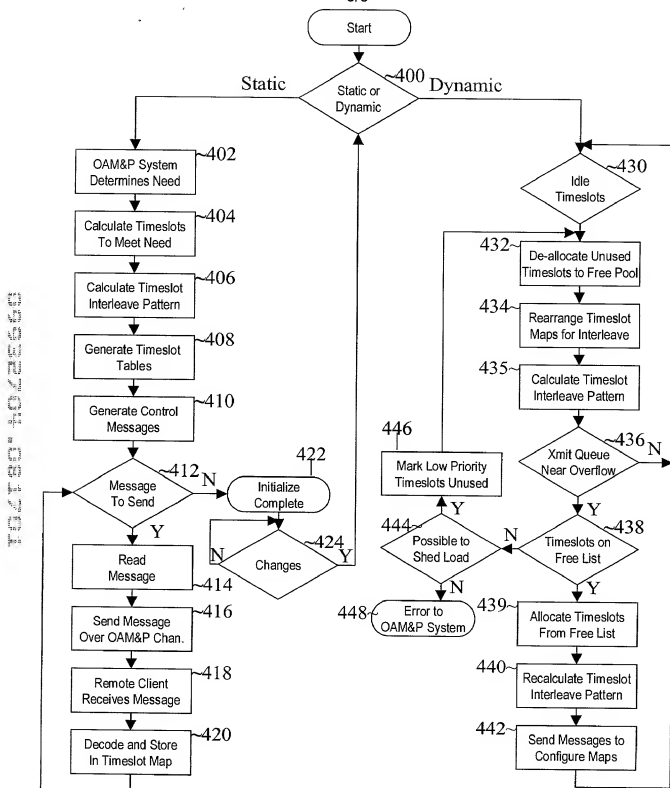 Start
Static
400
Dynamic
Static or
Dynamic
402
OAM&P System
Determines Need
404
Calculate Timeslots
To Meet Need
406
Calculate Timeslot
Interleave Pattern
408
Generate Timeslot
Tables
410
Generate Control
Messages
412
Message
To Send
N
Y
422
Initialize
Complete
424
Changes
N
Y
Read
Message
414
416
Send Message
Over OAM&P Chan.
418
Remote Client
Receives Message
420
Decode and Store
In Timeslot Map
430
Idle
Timeslots
432
De-allocate Unused
Timeslots to Free Pool
434
Rearrange Timeslot
Maps for Interleave
435
Calculate Timeslot
Interleave Pattern
436
Xmit Queue
Near Overflow
N
Y
438
Timeslots on
Free List
N
Y
446
Mark Low Priority
Timeslots Unused
Y
444
Possible to
Shed Load
N
448
Error to
OAM&P System
439
Allocate Timeslots
From Free List
440
Recalculate Timeslot
Interleave Pattern
442
Send Messages to
Configure Maps